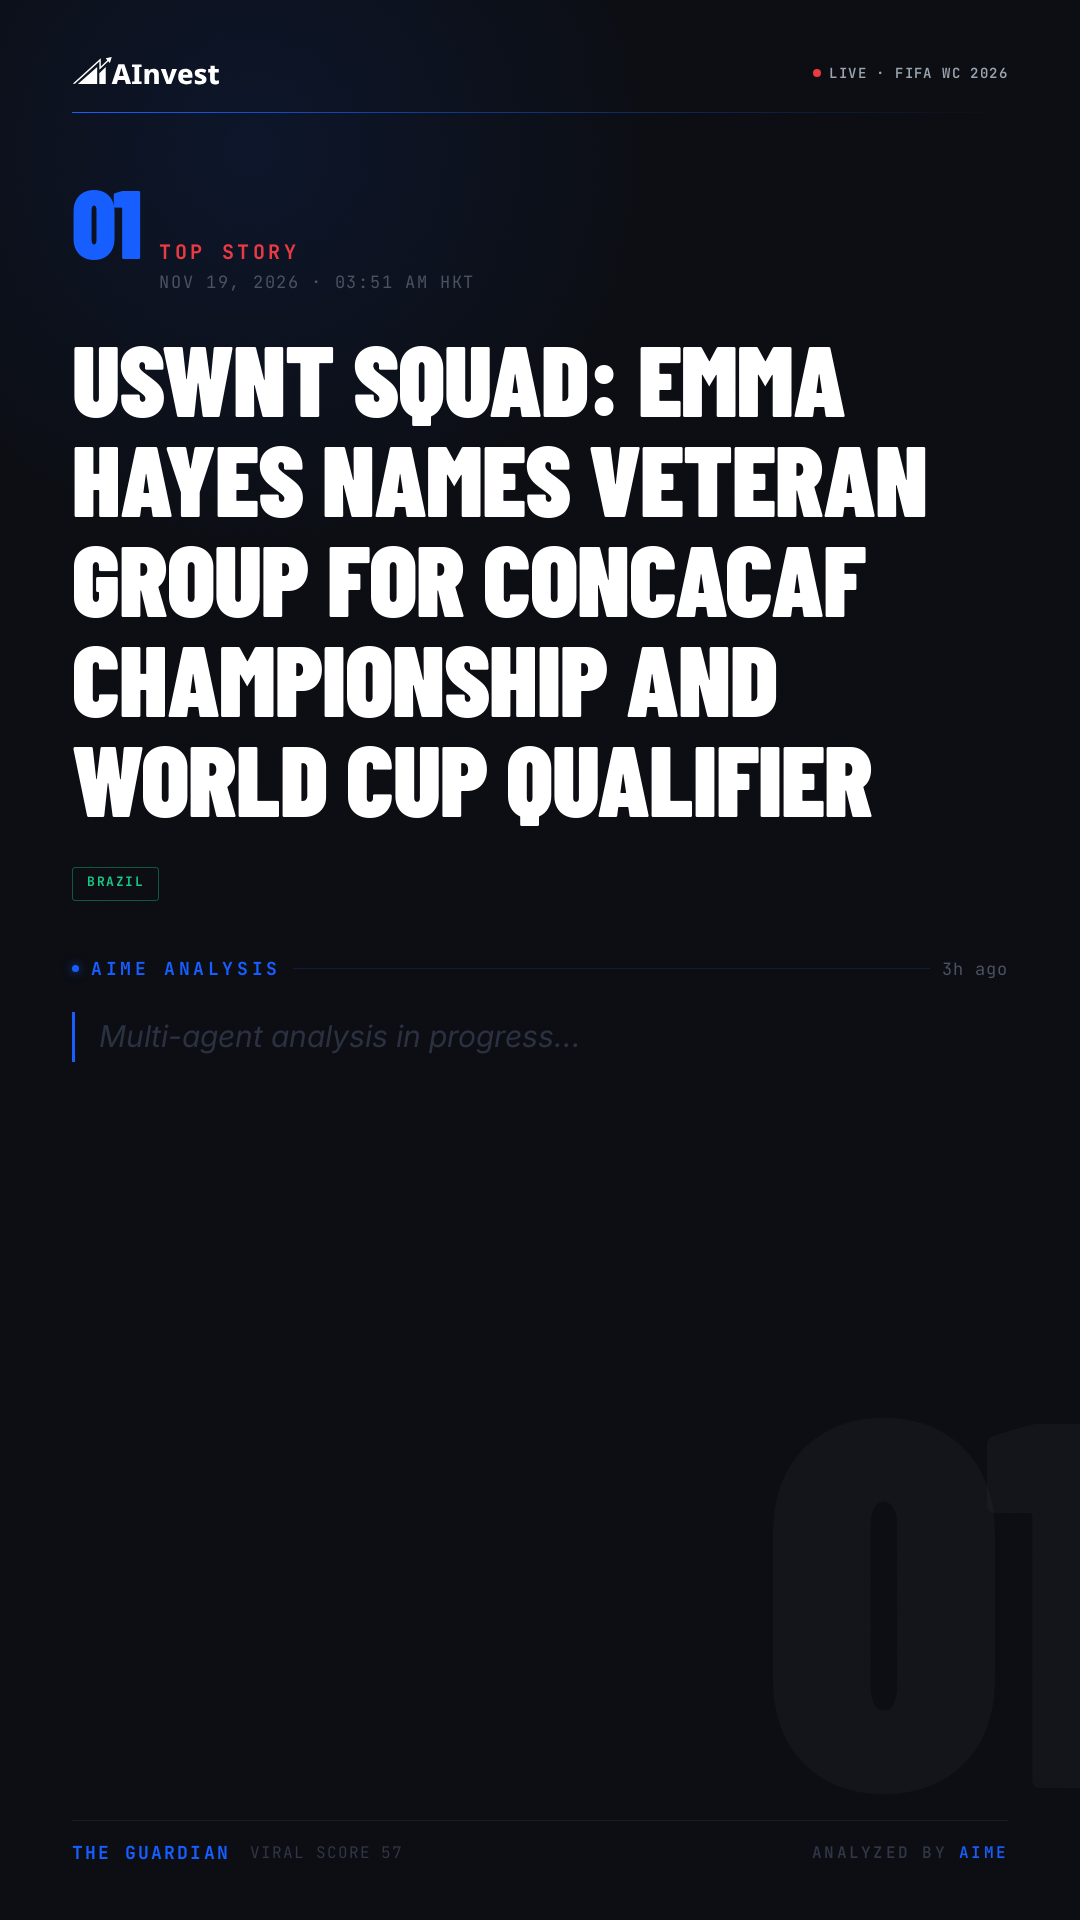 AInvest
LIVE · FIFA WC 2026
01
TOP STORY
NOV 19, 2026 · 03:51 AM HKT
USWNT SQUAD: EMMA
HAYES NAMES VETERAN
GROUP FOR CONCACAF
CHAMPIONSHIP AND
WORLD CUP QUALIFIER
BRAZIL
AIME ANALYSIS
3h ago
Multi-agent analysis in progress...
01
THE GUARDIAN
VIRAL SCORE 57
ANALYZED BY AIME